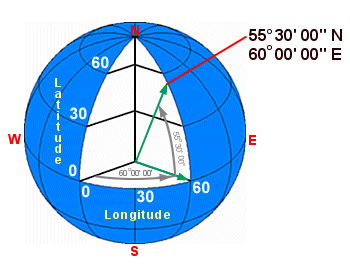 N
55° 30' 00" N
60° 00' 00" E
60
Latitude
30
W
E
55° 30' 00"
0
60° 00' 00"
0
30
60
Longitude
S